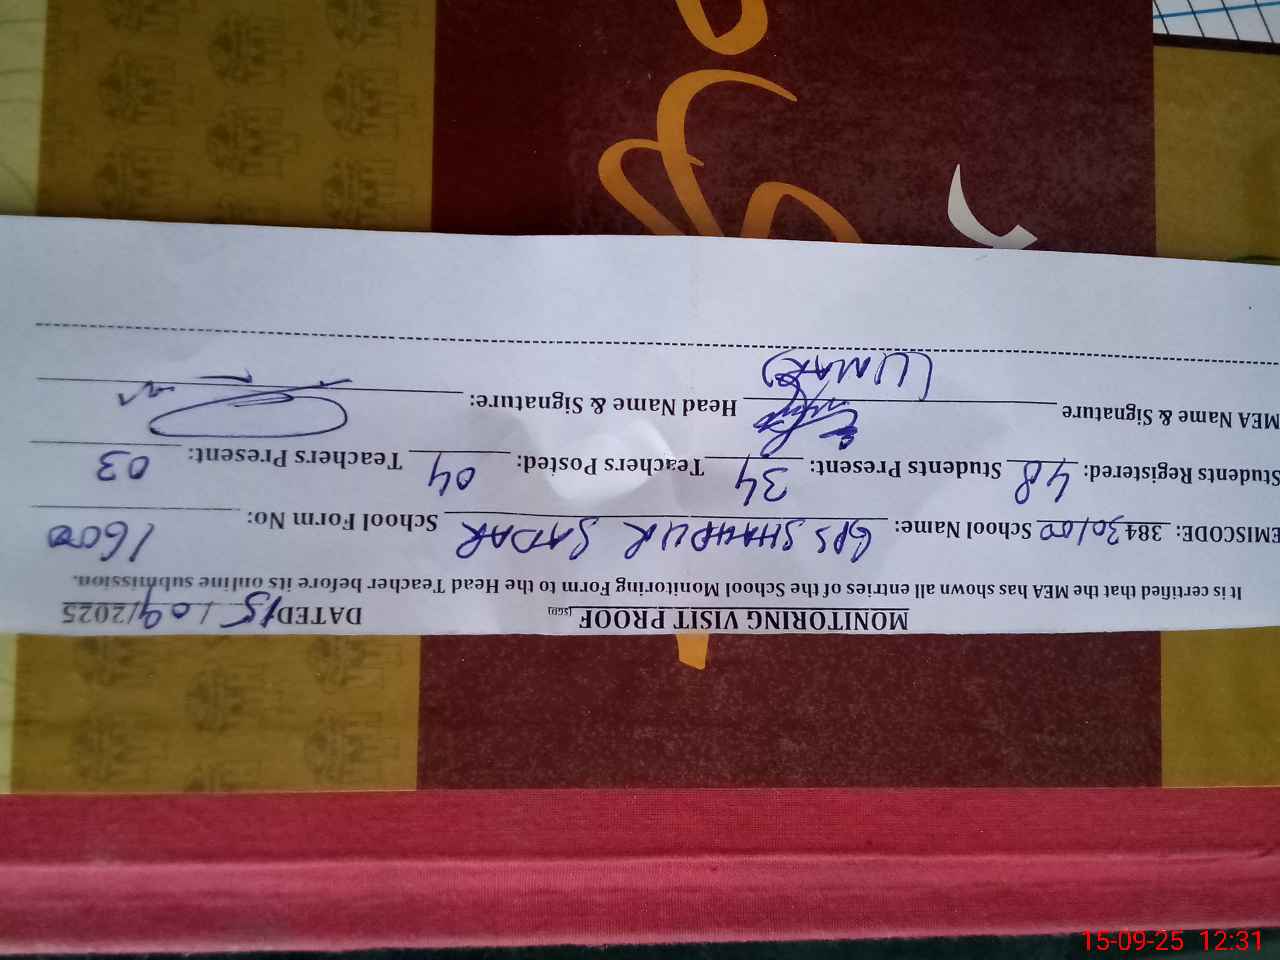 MONITORING VISIT PROOF (SGD) DATED 15/09/2025
It is certified that the MEA has shown all entries of the School Monitoring Form to the Head Teacher before its online submission.
EMISCODE: 38430100 School Name: GPS SHAHPUR SADAR School Form No: 1600
Students Registered: 48 Students Present: 34 Teachers Posted: 04 Teachers Present: 03
MEA Name & Signature Head Name & Signature:
(UMAR)
15-09-25 12:31